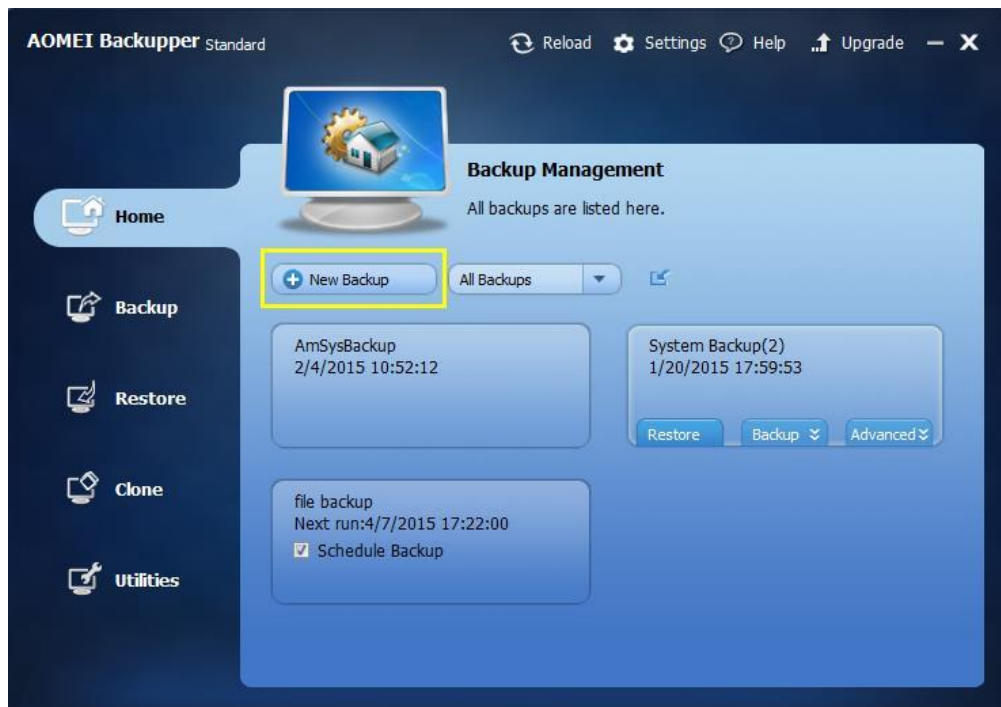 AOMEI Backupper Standard
Reload Settings Help Upgrade
Backup Management
All backups are listed here.
Home
New Backup All Backups
Backup
AmSysBackup
2/4/2015 10:52:12
System Backup(2)
1/20/2015 17:59:53
Restore Backup Advanced
Restore
Clone
file backup
Next run:4/7/2015 17:22:00
Schedule Backup
Utilities